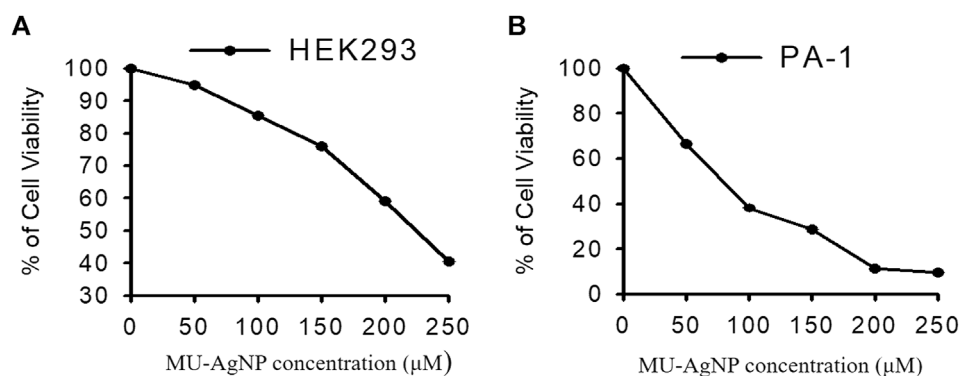 A
HEK293
% of Cell Viability
100
90
80
70
60
50
40
30
0 50 100 150 200 250
MU-AgNP concentration (μM)
B
PA-1
% of Cell Viability
100
80
60
40
20
0
0 50 100 150 200 250
MU-AgNP concentration (μM)